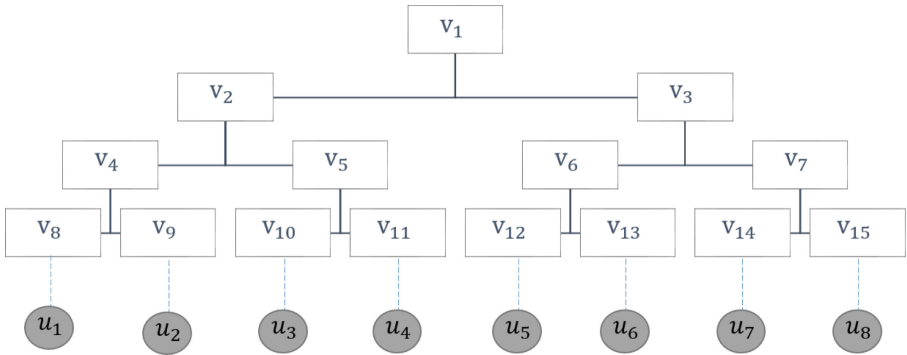 v₁
v₂ v₃
v₄ v₅ v₆ v₇
v₈ v₉ v₁₀ v₁₁ v₁₂ v₁₃ v₁₄ v₁₅
u₁ u₂ u₃ u₄ u₅ u₆ u₇ u₈